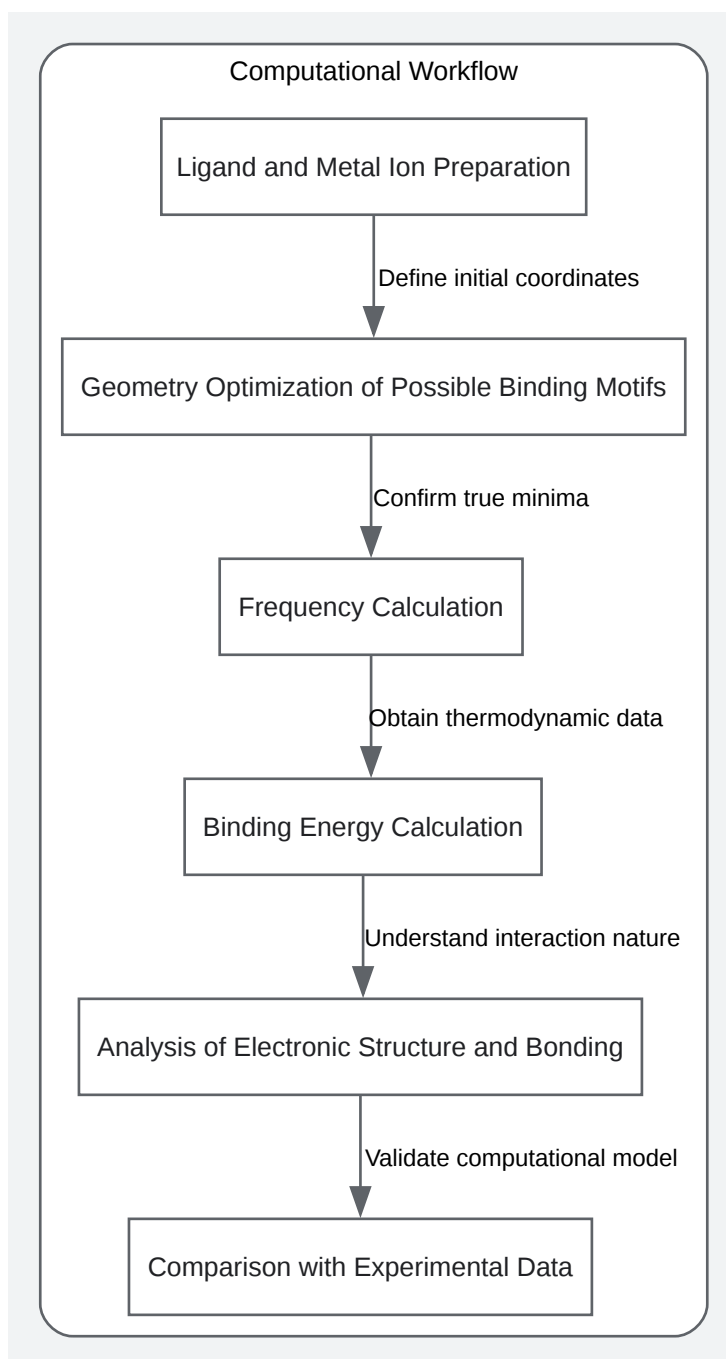 Computational Workflow
Ligand and Metal Ion Preparation
Define initial coordinates
Geometry Optimization of Possible Binding Motifs
Confirm true minima
Frequency Calculation
Obtain thermodynamic data
Binding Energy Calculation
Understand interaction nature
Analysis of Electronic Structure and Bonding
Validate computational model
Comparison with Experimental Data